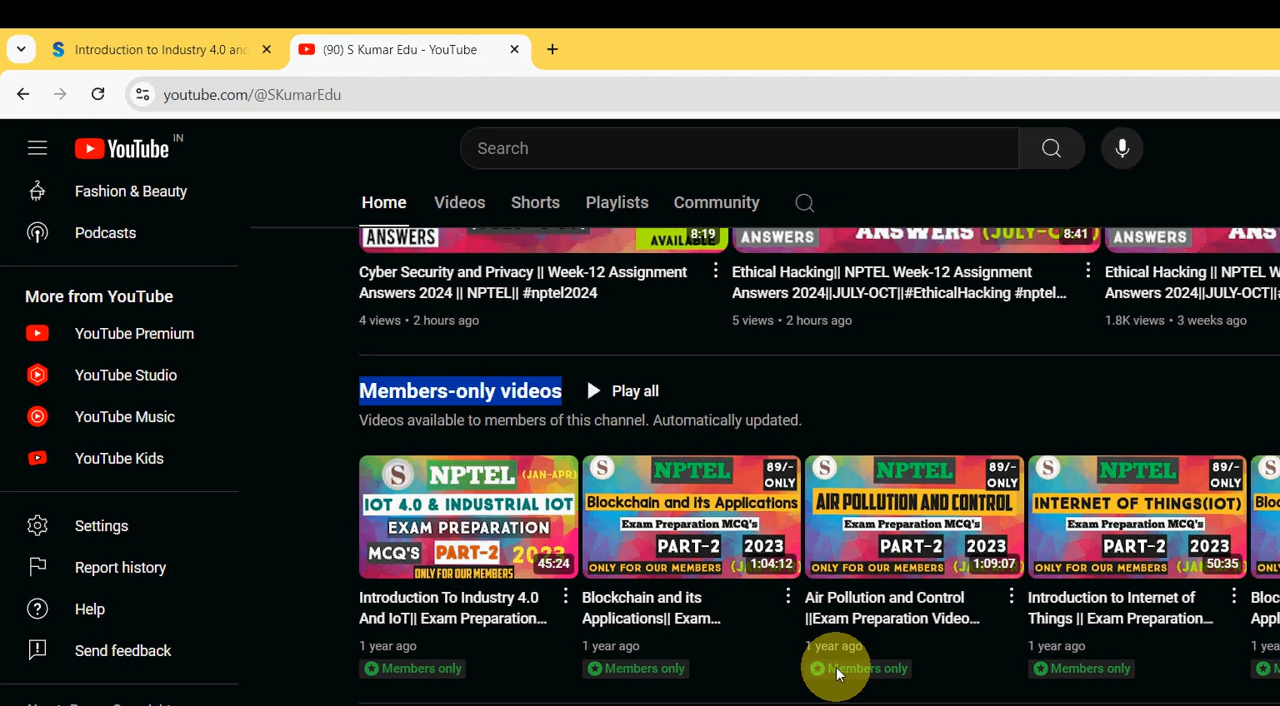 Introduction to Industry 4.0 and
(90) S Kumar Edu - YouTube
youtube.com/@SKumarEdu
YouTube IN
Search
Fashion & Beauty
Podcasts
More from YouTube
YouTube Premium
YouTube Studio
YouTube Music
YouTube Kids
Settings
Report history
Help
Send feedback
Home Videos Shorts Playlists Community
ANSWERS AVAILABLE 8:19
ANSWERS ANSWERS (JULY-OCT) 8:41
ANSWERS
Cyber Security and Privacy || Week-12 Assignment
Answers 2024 || NPTEL|| #nptel2024
4 views • 2 hours ago
Ethical Hacking|| NPTEL Week-12 Assignment
Answers 2024||JULY-OCT||#EthicalHacking #nptel...
5 views • 2 hours ago
Ethical Hacking || NPTEL W
Answers 2024||JULY-OCT||#
1.8K views • 3 weeks ago
Members-only videos
Play all
Videos available to members of this channel. Automatically updated.
S NPTEL (JAN-APR)
IOT 4.0 & INDUSTRIAL IOT
EXAM PREPARATION
MCQ'S PART-2 2023
ONLY FOR OUR MEMBERS
45:24
Introduction To Industry 4.0
And IoT|| Exam Preparation...
1 year ago
Members only
S NPTEL 89/- ONLY
Blockchain and its Applications
Exam Preparation MCQ's
PART-2 2023
ONLY FOR OUR MEMBERS
1:04:12
Blockchain and its
Applications|| Exam...
1 year ago
Members only
S NPTEL 89/- ONLY
AIR POLLUTION AND CONTROL
Exam Preparation MCQ's
PART-2 2023
ONLY FOR OUR MEMBERS
1:09:07
Air Pollution and Control
||Exam Preparation Video...
1 year ago
Members only
S NPTEL 89/- ONLY
INTERNET OF THINGS(IOT)
Exam Preparation MCQ's
PART-2 2023
ONLY FOR OUR MEMBERS
50:35
Introduction to Internet of
Things || Exam Preparation...
1 year ago
Members only
S
Bloc
Appl
1 yea